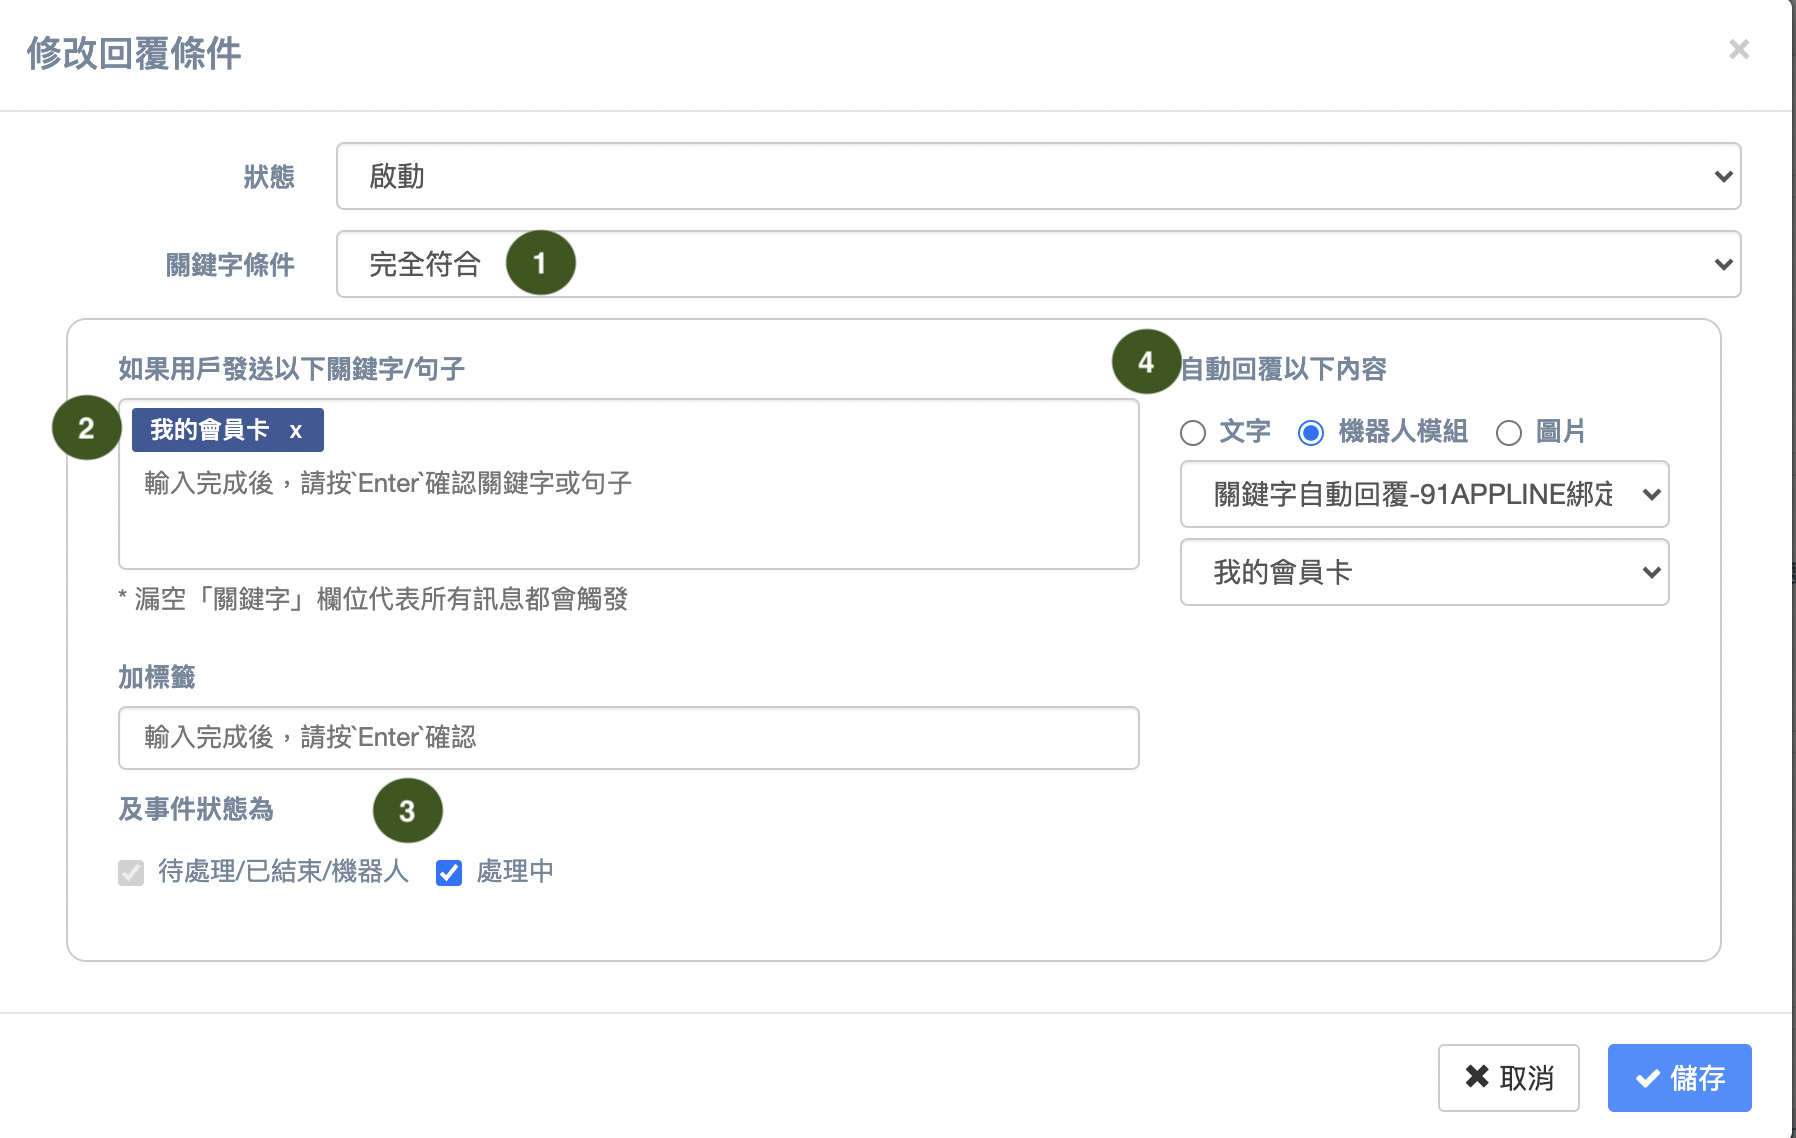 修改回覆條件
×
狀態
啟動
關鍵字條件
完全符合
1
如果用戶發送以下關鍵字/句子
2
我的會員卡 x
輸入完成後，請按`Enter`確認關鍵字或句子
* 漏空「關鍵字」欄位代表所有訊息都會觸發
加標籤
輸入完成後，請按`Enter`確認
及事件狀態為
3
待處理/已結束/機器人 處理中
4
自動回覆以下內容
文字 機器人模組 圖片
關鍵字自動回覆-91APPLINE綁定
我的會員卡
取消
儲存